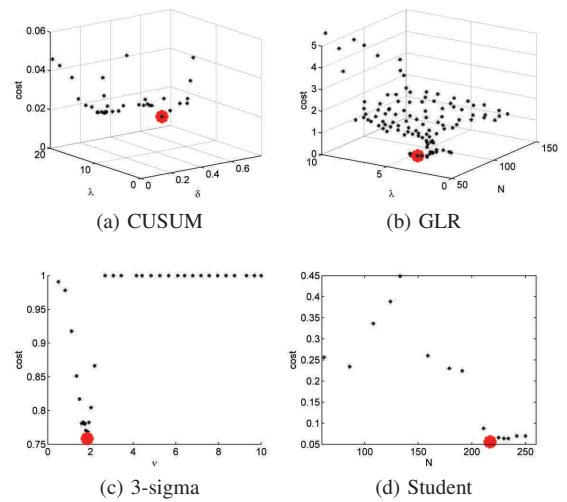 0.06
0.04
0.02
0
cost
20
10
0
λ
0
0.2
0.4
0.6
δ
(a) CUSUM
5
4
3
2
1
0
cost
10
5
0
λ
50
100
150
N
(b) GLR
1
0.95
0.9
0.85
0.8
0.75
cost
0 2 4 6 8 10
ν
(c) 3-sigma
0.45
0.4
0.35
0.3
0.25
0.2
0.15
0.1
0.05
cost
100 150 200 250
N
(d) Student